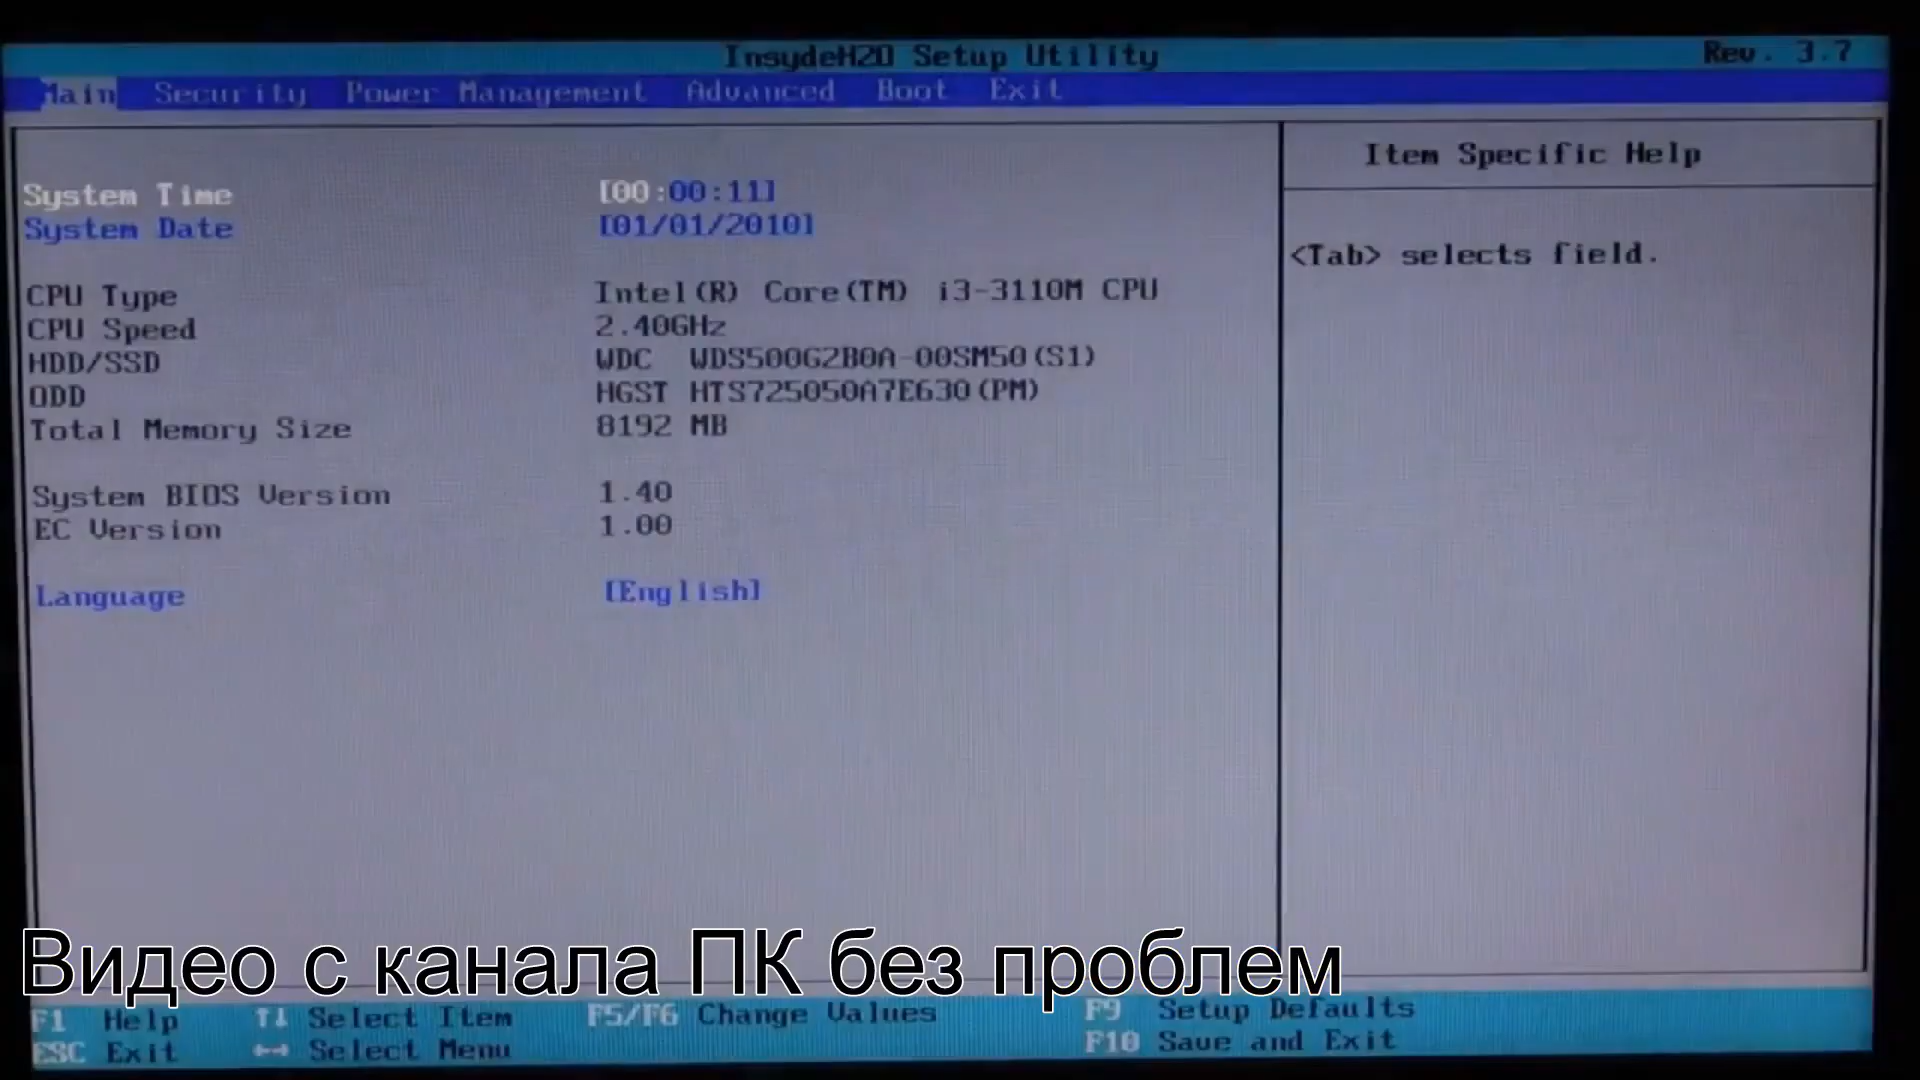 InsydeH2O Setup Utility Rev. 3.7
Main Security Power Management Advanced Boot Exit
Item Specific Help
System Time [00:00:11]
System Date [01/01/2010]
<Tab> selects field.
CPU Type Intel(R) Core(TM) i3-3110M CPU
CPU Speed 2.40GHz
HDD/SSD WDC WDS500G2B0A-00SM50(S1)
ODD HGST HTS725050A7E630(PM)
Total Memory Size 8192 MB
System BIOS Version 1.40
EC Version 1.00
Language [English]
Видео с канала ПК без проблем
F1 Help ↑↓ Select Item F5/F6 Change Values F9 Setup Defaults
ESC Exit ←→ Select Menu F10 Save and Exit